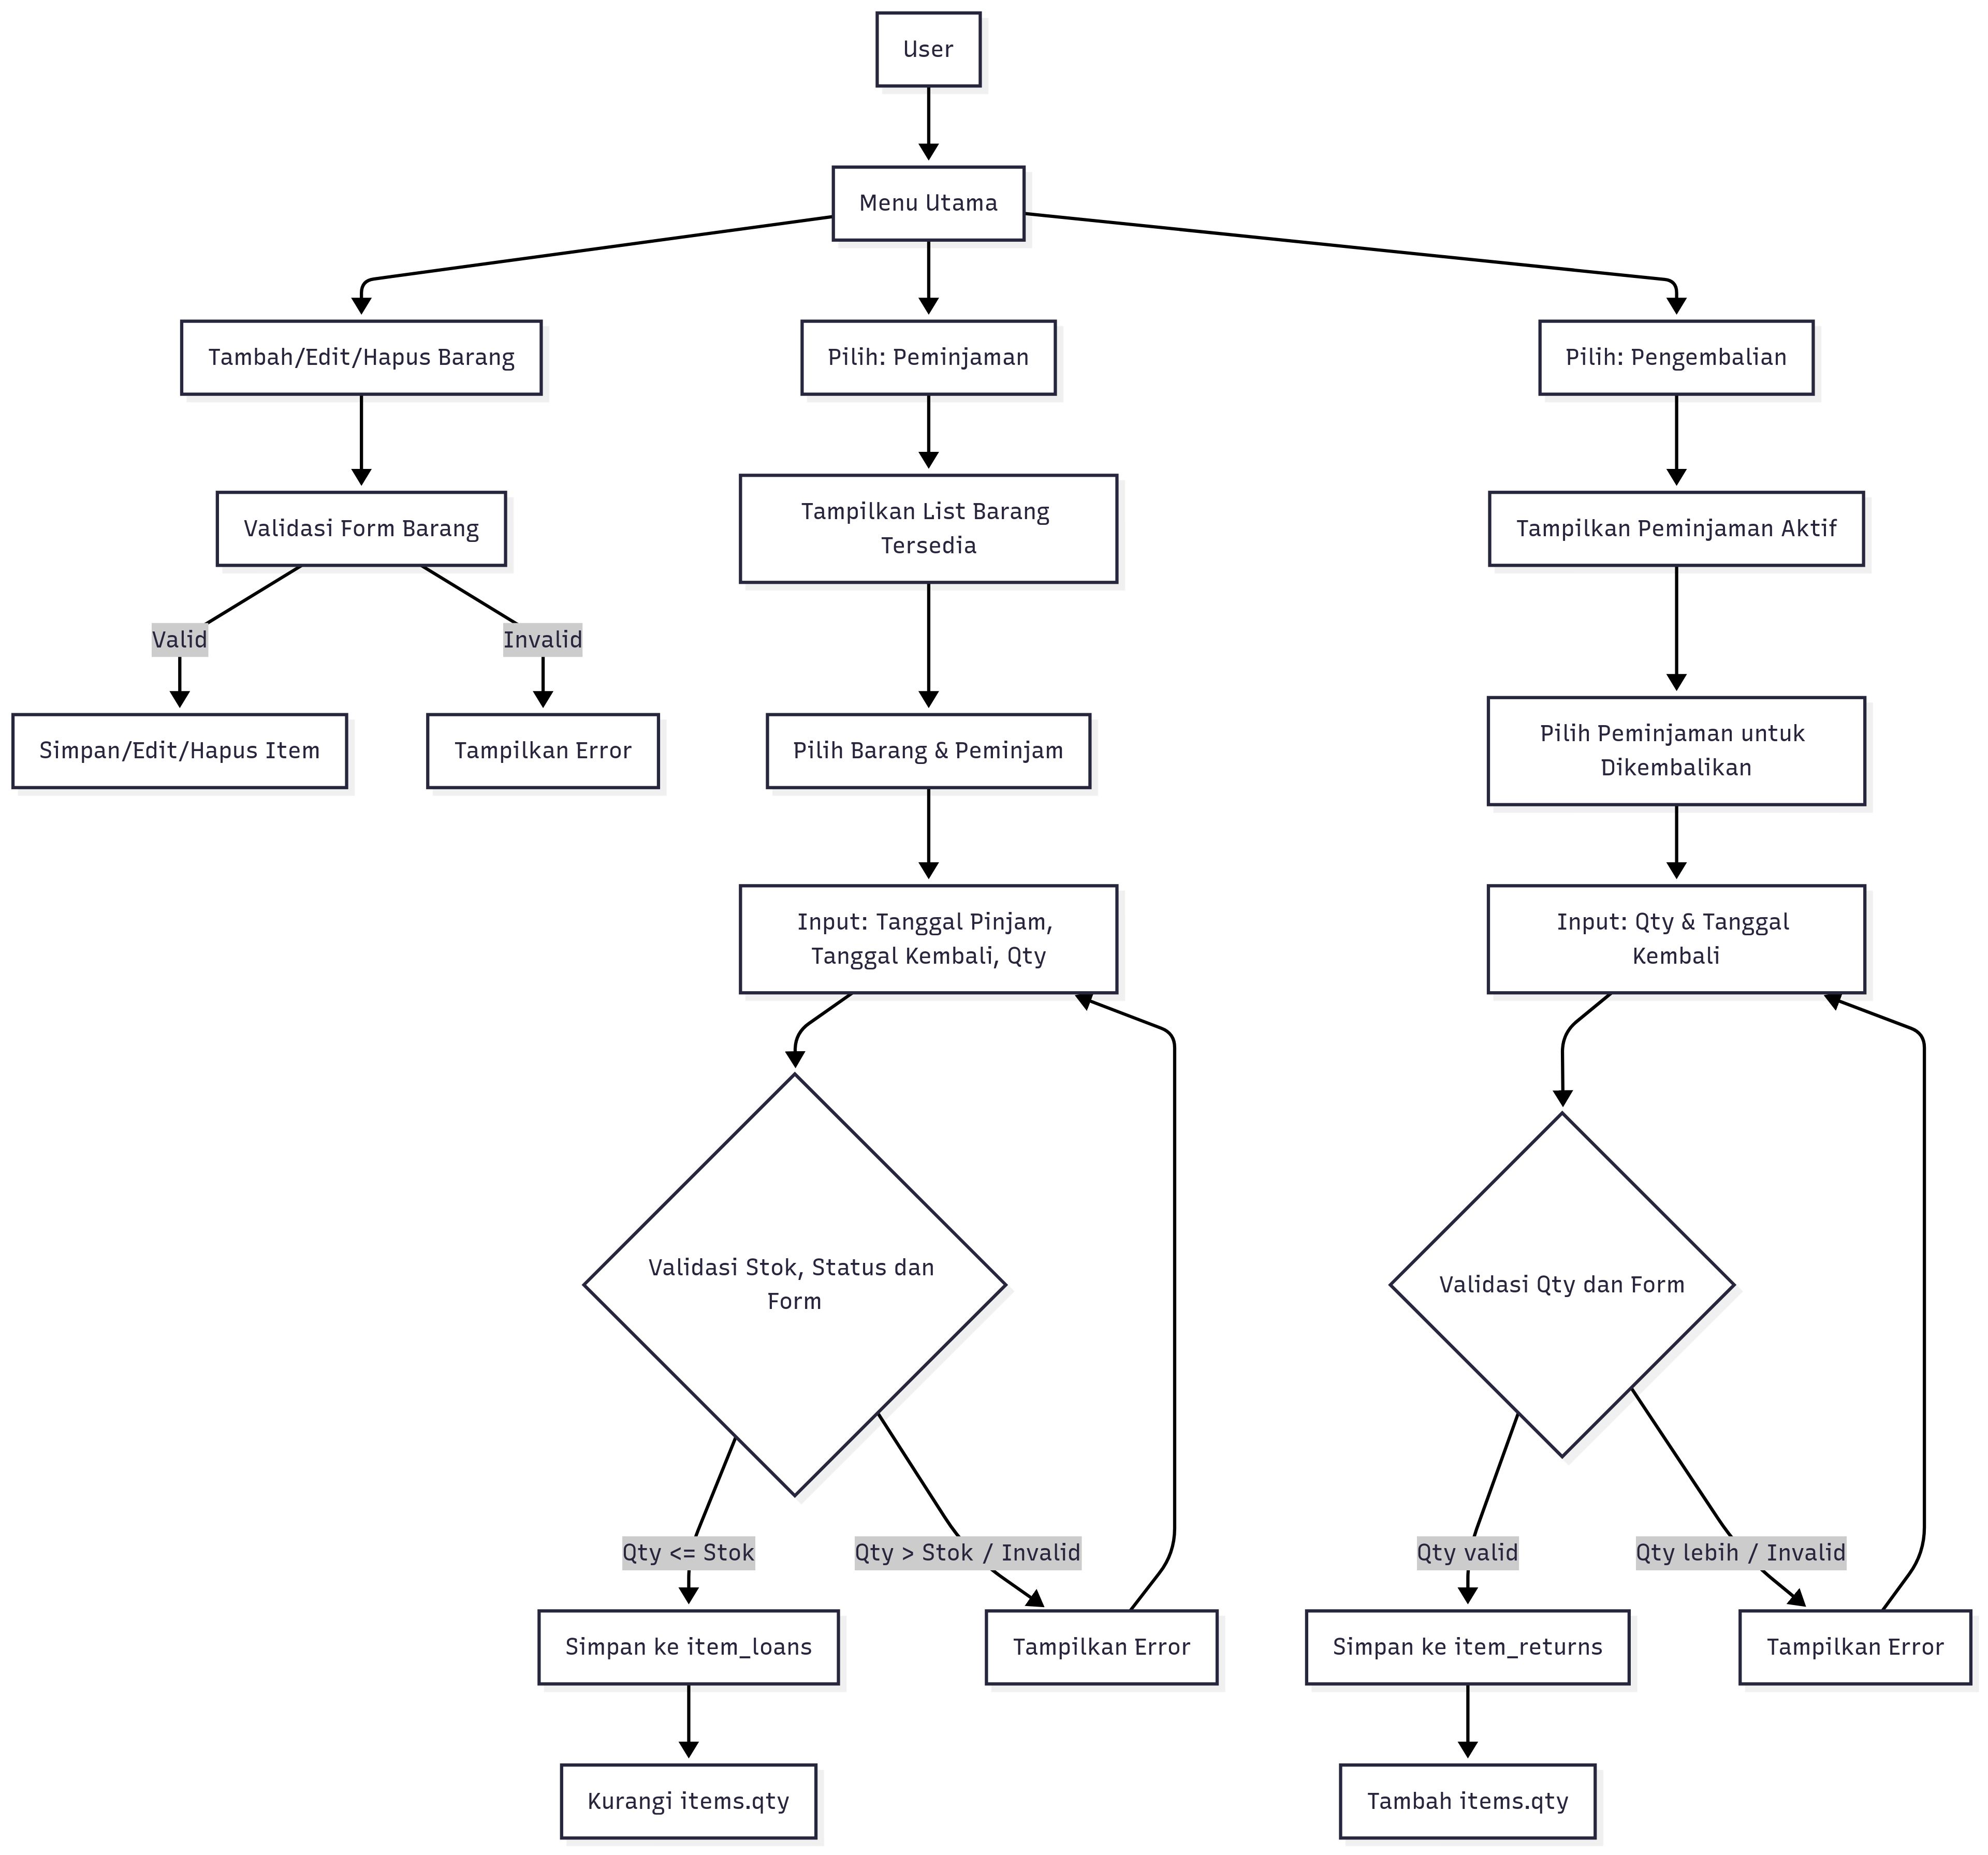 User
Menu Utama
Tambah/Edit/Hapus Barang
Pilih: Peminjaman
Pilih: Pengembalian
Validasi Form Barang
Tampilkan List Barang
Tersedia
Tampilkan Peminjaman Aktif
Valid
Invalid
Simpan/Edit/Hapus Item
Tampilkan Error
Pilih Barang & Peminjam
Pilih Peminjaman untuk
Dikembalikan
Input: Tanggal Pinjam,
Tanggal Kembali, Qty
Input: Qty & Tanggal
Kembali
Validasi Stok, Status dan
Form
Validasi Qty dan Form
Qty <= Stok
Qty > Stok / Invalid
Qty valid
Qty lebih / Invalid
Simpan ke item_loans
Tampilkan Error
Simpan ke item_returns
Tampilkan Error
Kurangi items.qty
Tambah items.qty